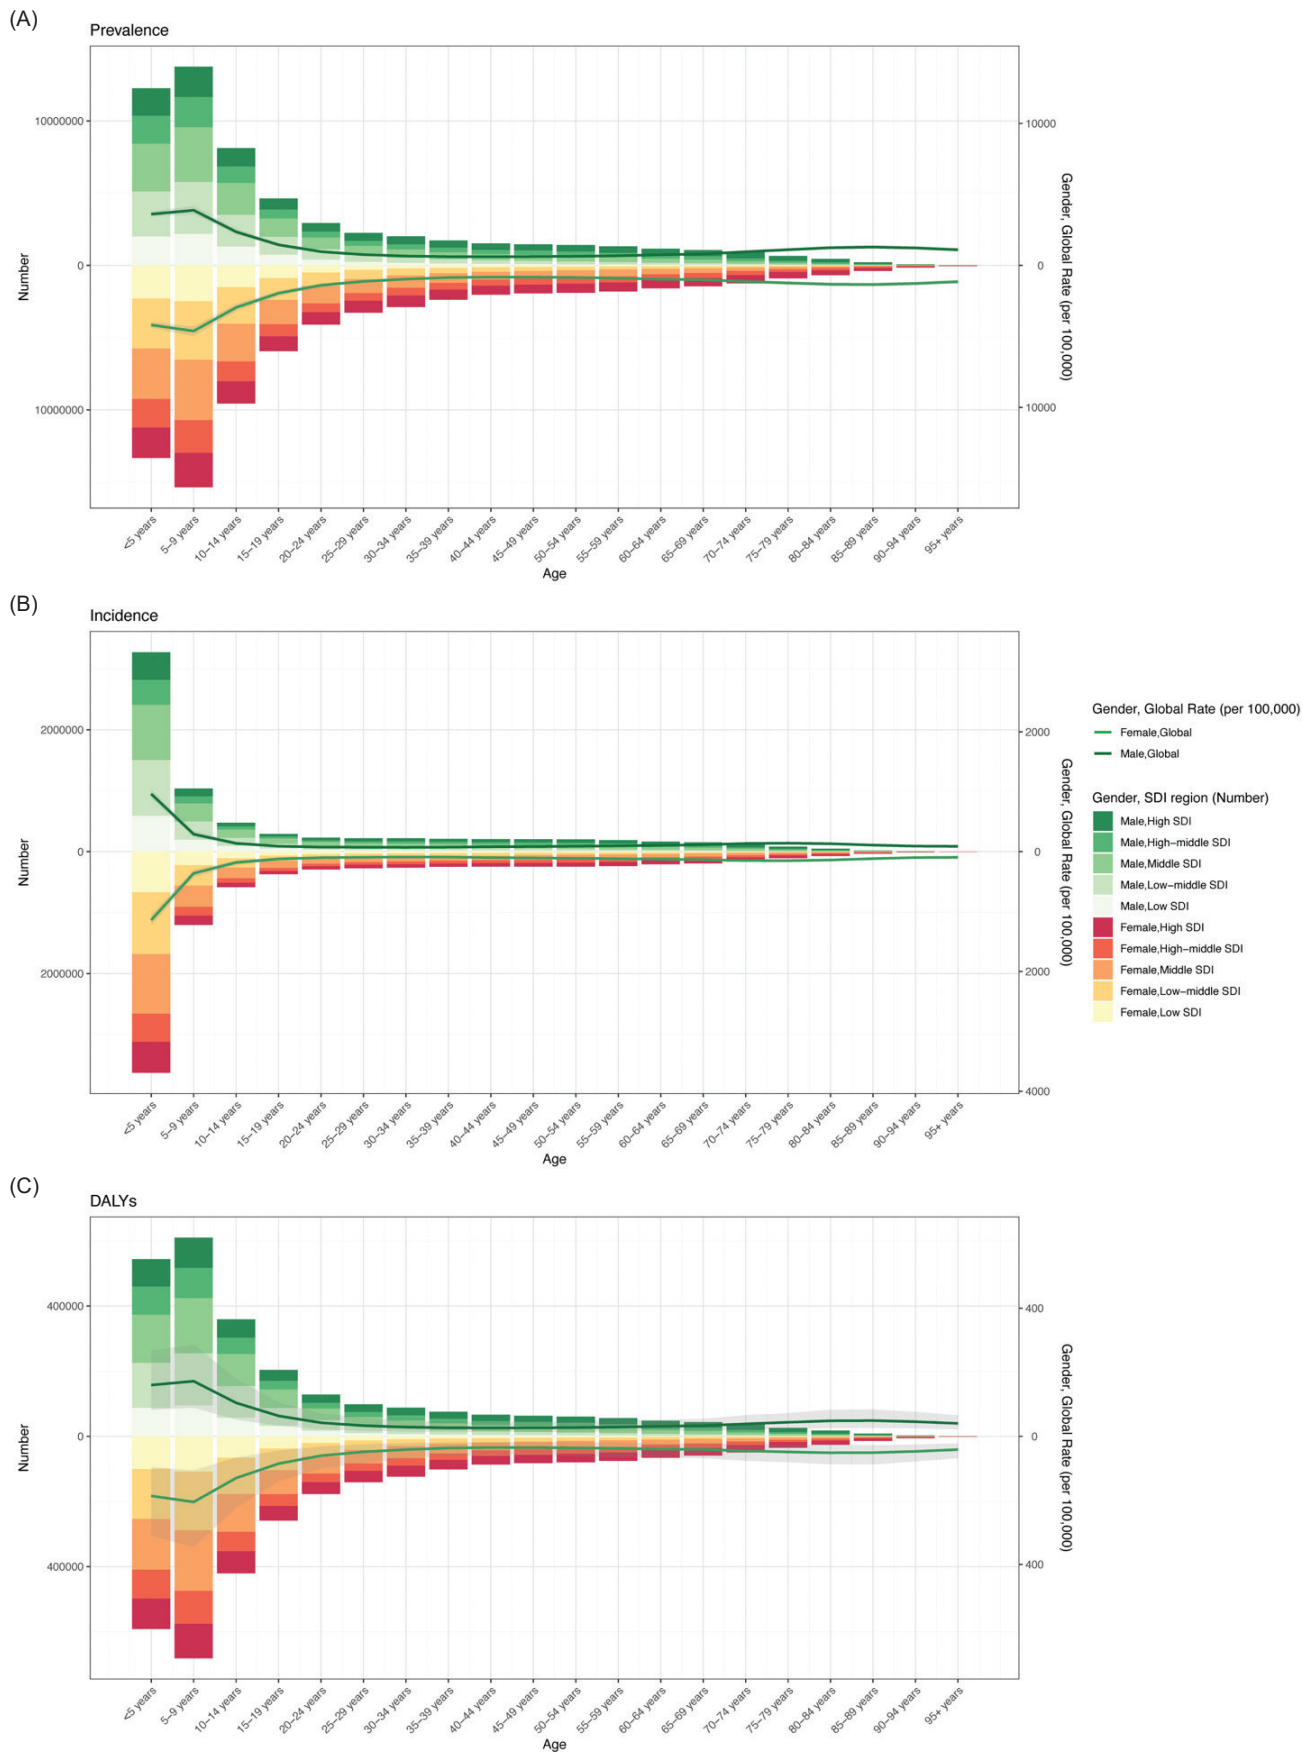 (A)
Prevalence
10000000
0
10000000
Number
10000
0
10000
Gender, Global Rate (per 100,000)
<5 years
5–9 years
10–14 years
15–19 years
20–24 years
25–29 years
30–34 years
35–39 years
40–44 years
45–49 years
50–54 years
55–59 years
60–64 years
65–69 years
70–74 years
75–79 years
80–84 years
85–89 years
90–94 years
95+ years
Age
(B)
Incidence
2000000
0
2000000
Number
2000
0
2000
4000
Gender, Global Rate (per 100,000)
<5 years
5–9 years
10–14 years
15–19 years
20–24 years
25–29 years
30–34 years
35–39 years
40–44 years
45–49 years
50–54 years
55–59 years
60–64 years
65–69 years
70–74 years
75–79 years
80–84 years
85–89 years
90–94 years
95+ years
Age
Gender, Global Rate (per 100,000)
Female,Global
Male,Global
Gender, SDI region (Number)
Male,High SDI
Male,High–middle SDI
Male,Middle SDI
Male,Low–middle SDI
Male,Low SDI
Female,High SDI
Female,High–middle SDI
Female,Middle SDI
Female,Low–middle SDI
Female,Low SDI
(C)
DALYs
400000
0
400000
Number
400
0
400
Gender, Global Rate (per 100,000)
<5 years
5–9 years
10–14 years
15–19 years
20–24 years
25–29 years
30–34 years
35–39 years
40–44 years
45–49 years
50–54 years
55–59 years
60–64 years
65–69 years
70–74 years
75–79 years
80–84 years
85–89 years
90–94 years
95+ years
Age